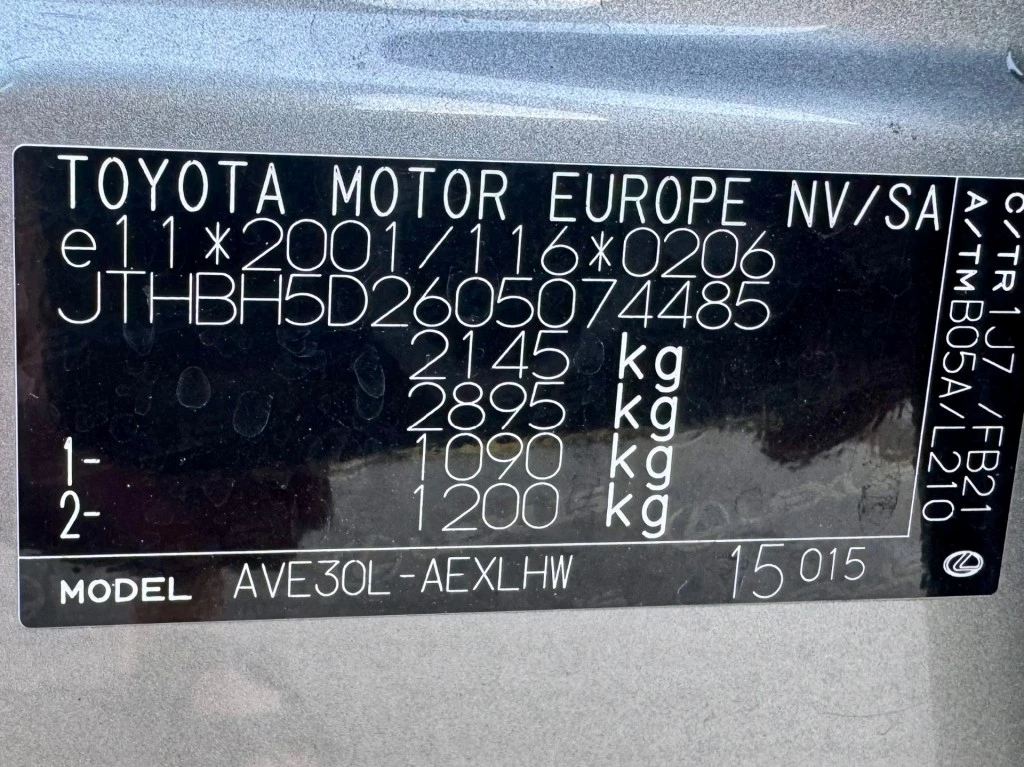 TOYOTA MOTOR EUROPE NV/SA
e11*2001/116*0206
JTHBH5D2605074485
2145 kg
2895 kg
1- 1090 kg
2- 1200 kg
MODEL AVE30L-AEXLHW 15 015
C/TR 1J7 /FB21
A/TM B05A/L210